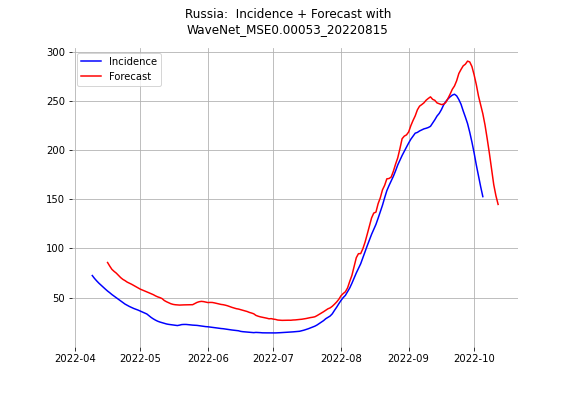 Russia:  Incidence + Forecast with
WaveNet_MSE0.00053_20220815
300
250
200
150
100
50
Incidence
Forecast
2022-04 2022-05 2022-06 2022-07 2022-08 2022-09 2022-10